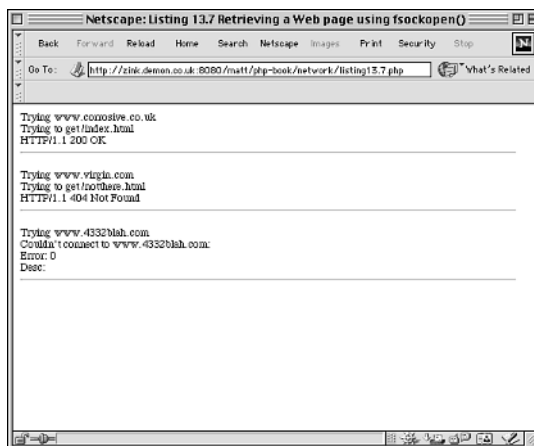 Netscape: Listing 13.7 Retrieving a Web page using fsockopen()
Back Forward Reload Home Search Netscape Images Print Security Stop
N
Go To: http://zink.demon.co.uk:8080/matt/php-book/network/listing13.7.php What's Related
Trying www.corrosive.co.uk
Trying to get /index.html
HTTP/1.1 200 OK
Trying www.virgin.com
Trying to get /notthere.html
HTTP/1.1 404 Not Found
Trying www.4332blah.com
Couldn't connect to www.4332blah.com:
Error: 0
Desc: